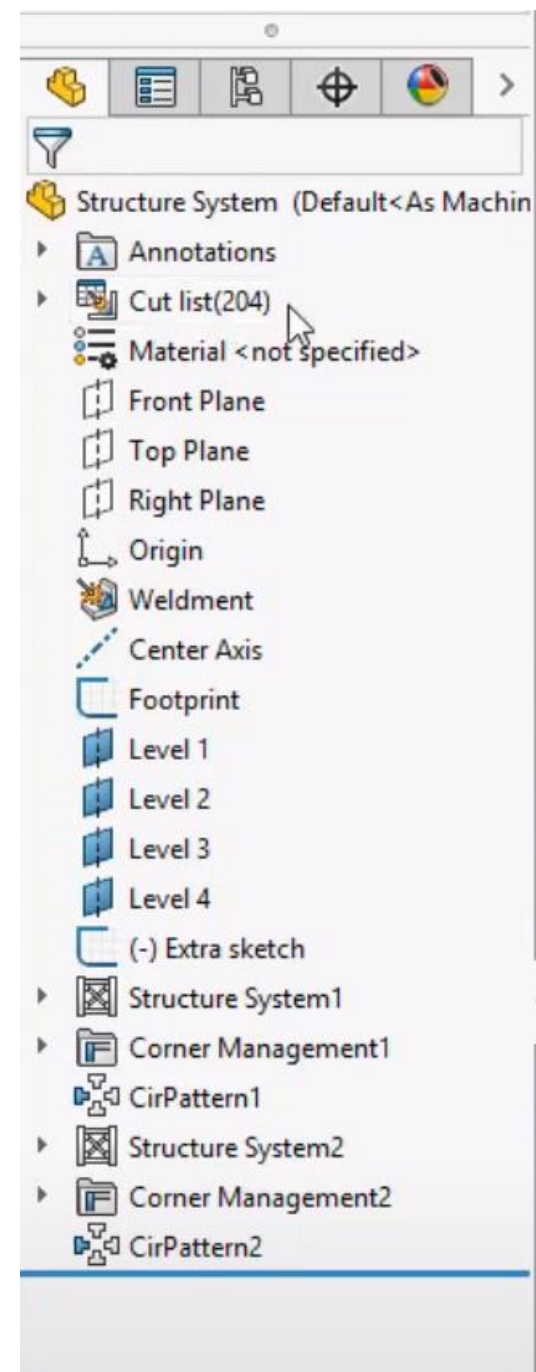 Structure System (Default<As Machin
Annotations
Cut list(204)
Material <not specified>
Front Plane
Top Plane
Right Plane
Origin
Weldment
Center Axis
Footprint
Level 1
Level 2
Level 3
Level 4
(-) Extra sketch
Structure System1
Corner Management1
CirPattern1
Structure System2
Corner Management2
CirPattern2